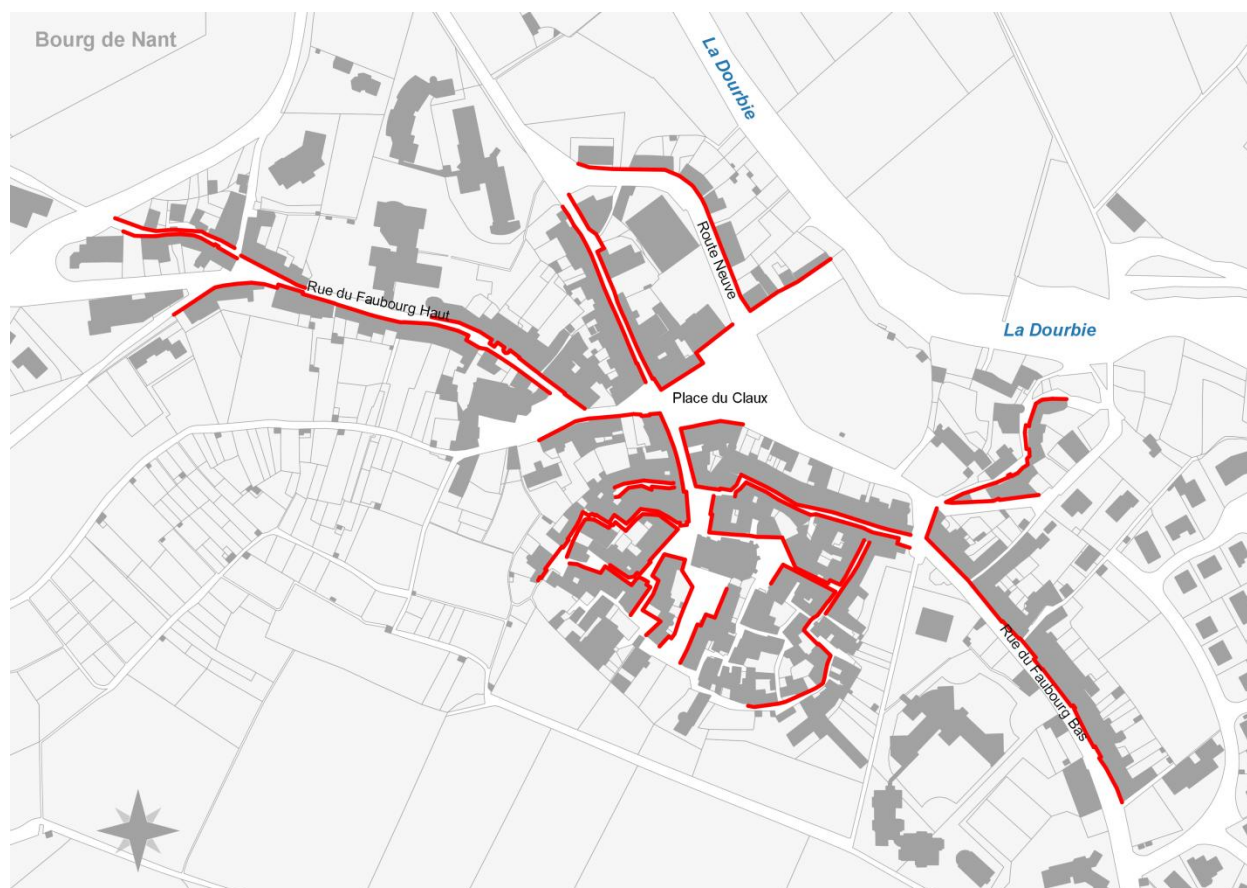 Bourg de Nant
La Dourbie
Route Neuve
Rue du Faubourg Haut
La Dourbie
Place du Claux
Rue du Faubourg Bas